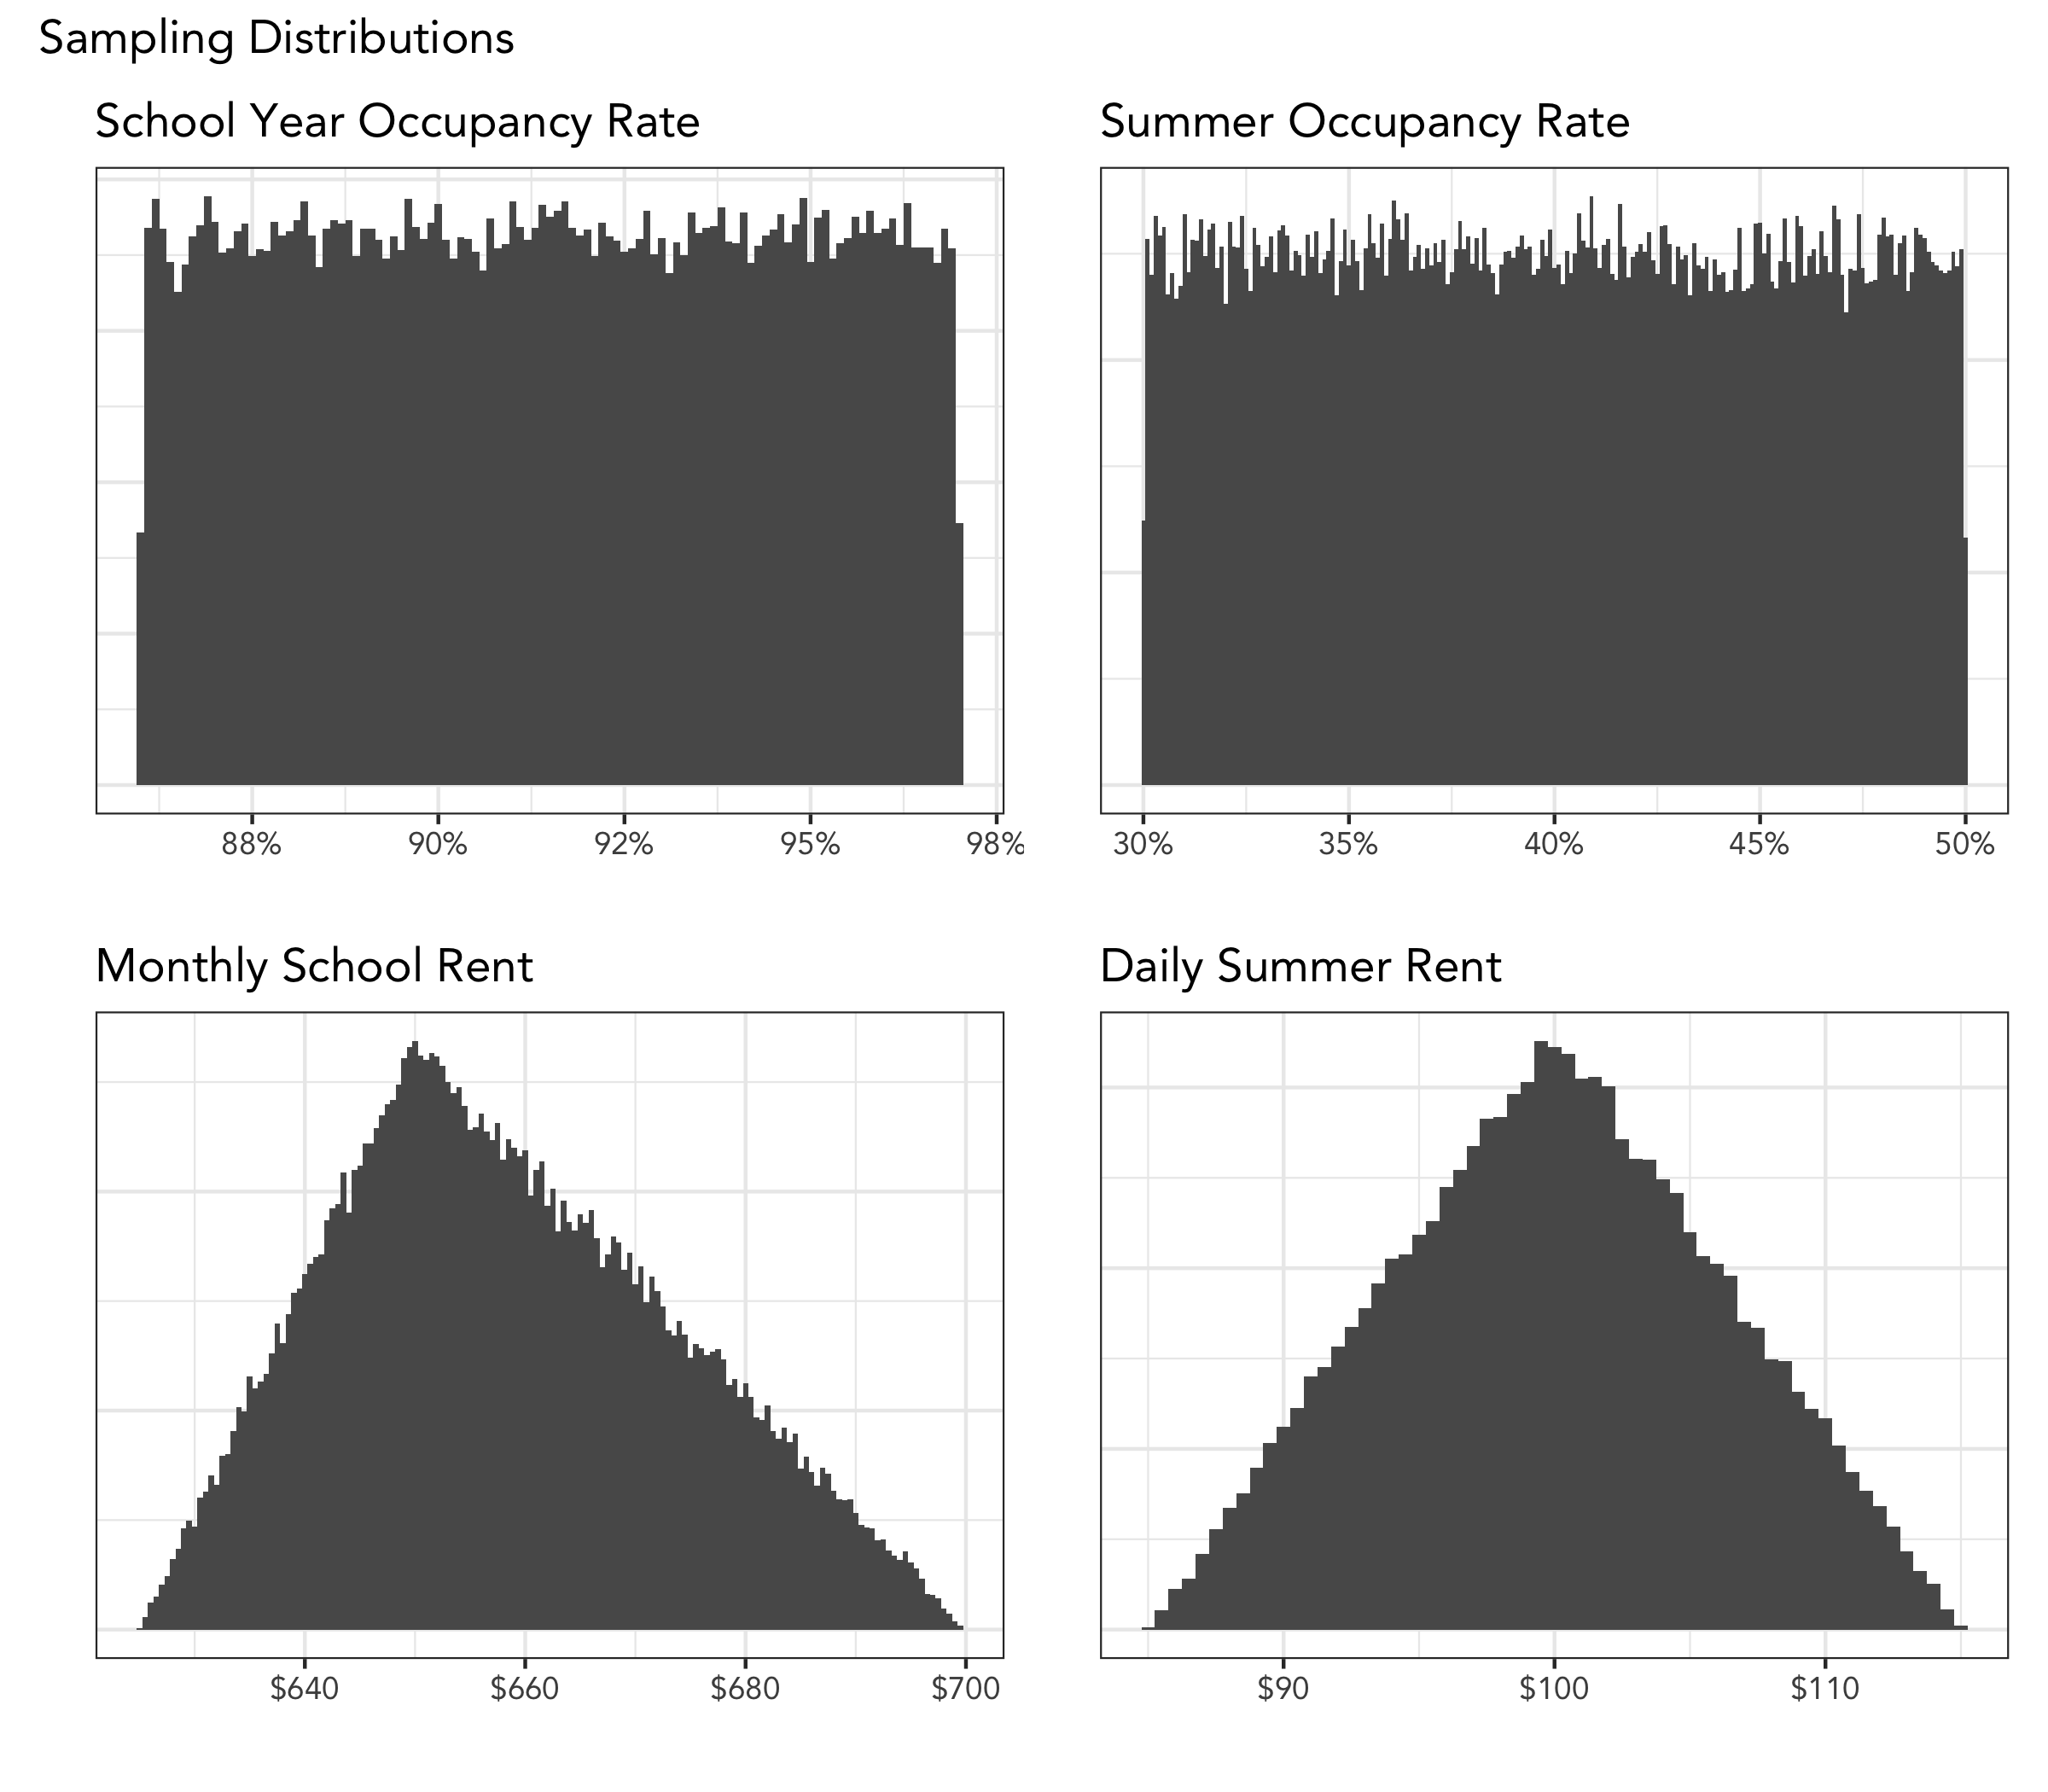 Sampling Distributions
School Year Occupancy Rate
Summer Occupancy Rate
88% 90% 92% 95% 98%
30% 35% 40% 45% 50%
Monthly School Rent
Daily Summer Rent
$640 $660 $680 $700
$90 $100 $110